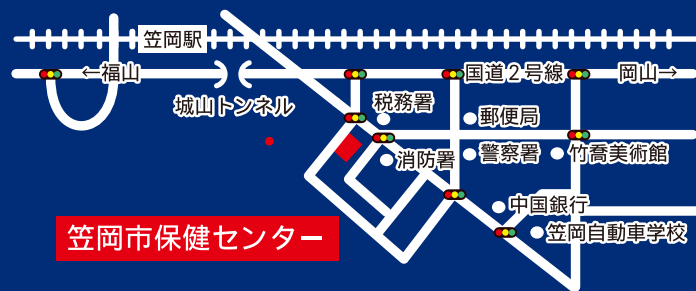 笠岡駅
←福山
国道２号線
岡山→
城山トンネル
税務署
郵便局
消防署
警察署
竹喬美術館
中国銀行
笠岡自動車学校
笠岡市保健センター